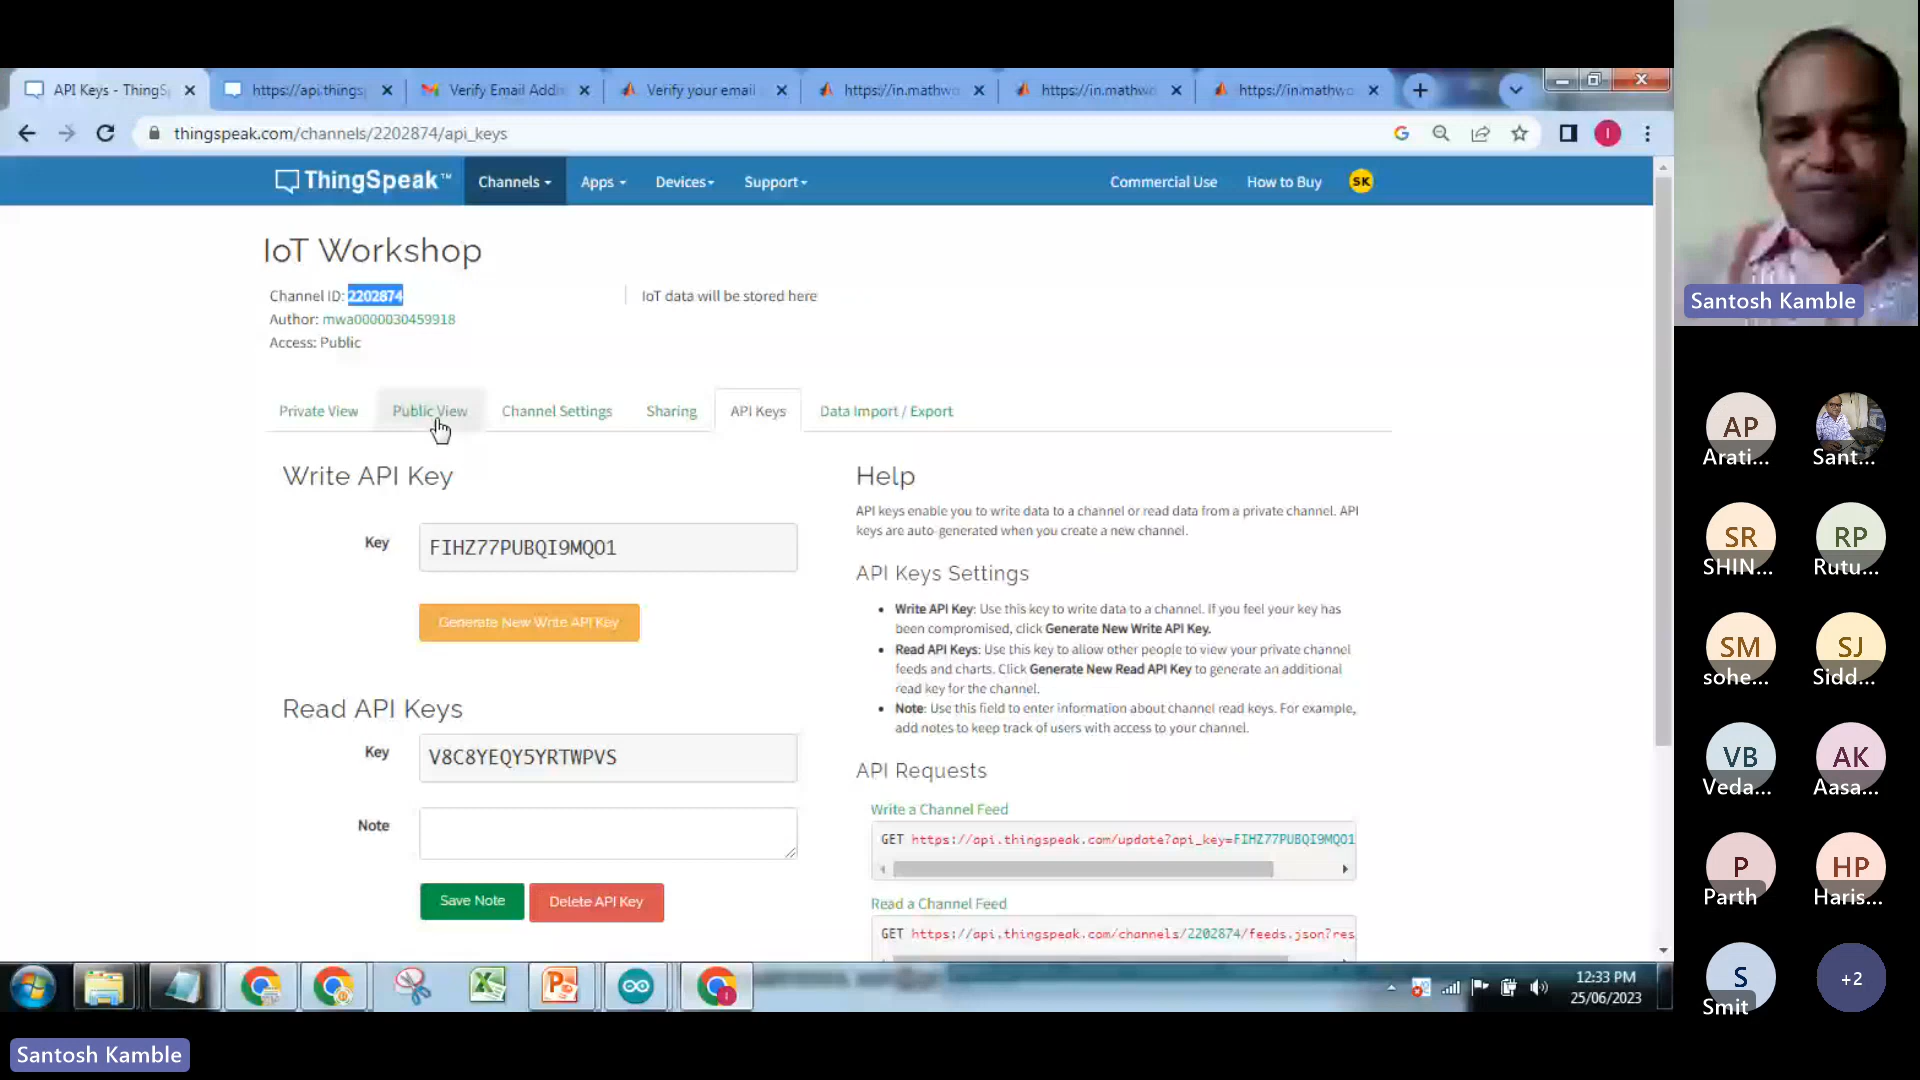 API Keys - ThingS
https://api.things
Verify Email Addr
Verify your email
https://in.mathwo
https://in.mathwo
https://in.mathwo
thingspeak.com/channels/2202874/api_keys
ThingSpeak™
Channels
Apps
Devices
Support
Commercial Use
How to Buy
SK
IoT Workshop
Channel ID: 2202874
Author: mwa0000030459918
Access: Public
IoT data will be stored here
Private View
Public View
Channel Settings
Sharing
API Keys
Data Import / Export
Write API Key
Key
FIHZ77PUBQI9MQO1
Generate New Write API Key
Read API Keys
Key
V8C8YEQY5YRTWPVS
Note
Save Note
Delete API Key
Help
API keys enable you to write data to a channel or read data from a private channel. API
keys are auto-generated when you create a new channel.
API Keys Settings
Write API Key: Use this key to write data to a channel. If you feel your key has
been compromised, click Generate New Write API Key.
Read API Keys: Use this key to allow other people to view your private channel
feeds and charts. Click Generate New Read API Key to generate an additional
read key for the channel.
Note: Use this field to enter information about channel read keys. For example,
add notes to keep track of users with access to your channel.
API Requests
Write a Channel Feed
GET https://api.thingspeak.com/update?api_key=FIHZ77PUBQI9MQO1
Read a Channel Feed
GET https://api.thingspeak.com/channels/2202874/feeds.json?res
12:33 PM
25/06/2023
Santosh Kamble
Santosh Kamble
AP
Arati...
Sant...
SR
SHIN...
RP
Rutu...
SM
sohe...
SJ
Sidd...
VB
Veda...
AK
Aasa...
P
Parth
HP
Haris...
S
Smit
+2